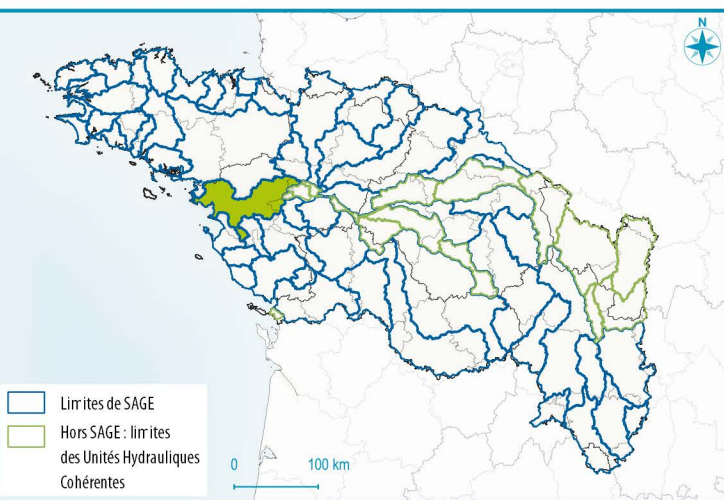 N
Limites de SAGE
Hors SAGE : limites
des Unités Hydrauliques
Cohérentes
0 100 km